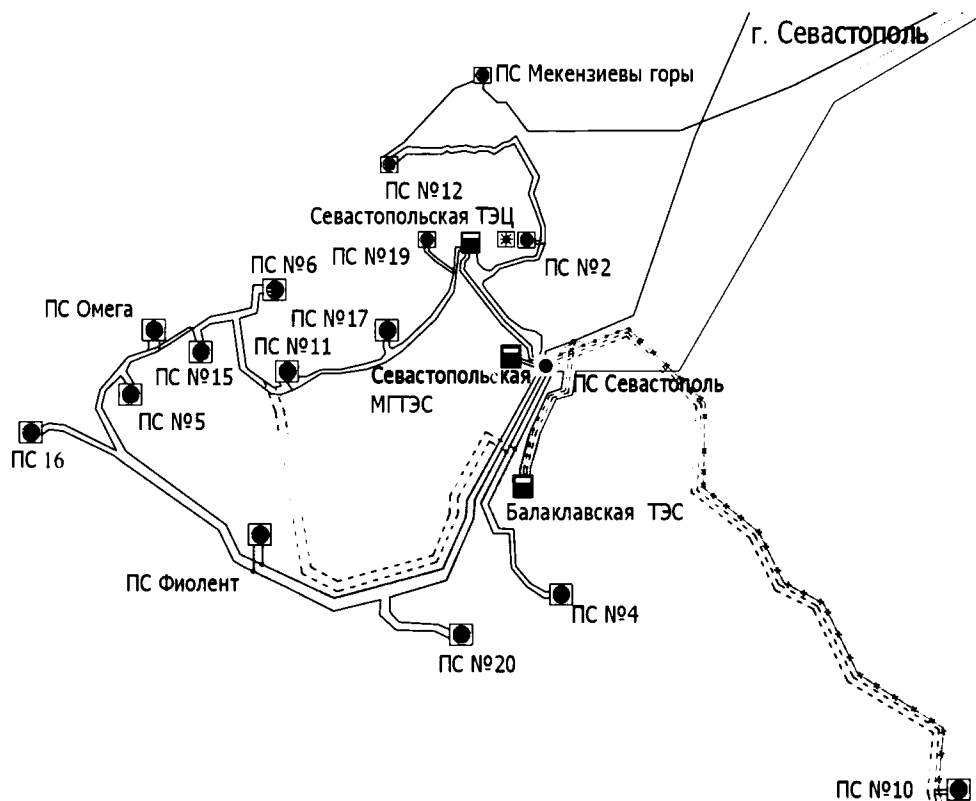 г. Севастополь
ПС Мекензиевы горы
ПС №12
Севастопольская ТЭЦ
ПС №19
ПС №2
ПС №6
ПС Омега
ПС №17
ПС №11
ПС №15
Севастопольская
МГТЭС
ПС Севастополь
ПС №5
ПС 16
Балаклавская ТЭС
ПС Фиолент
ПС №4
ПС №20
ПС №10